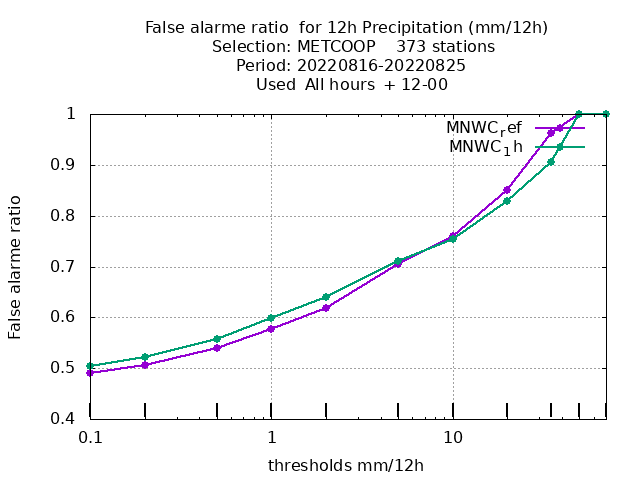 False alarme ratio  for 12h Precipitation (mm/12h)
Selection: METCOOP    373 stations
Period: 20220816-20220825
Used  All hours  + 12-00
MNWCref
MNWC1h
1
0.9
0.8
0.7
0.6
0.5
0.4
False alarme ratio
0.1
1
10
thresholds mm/12h